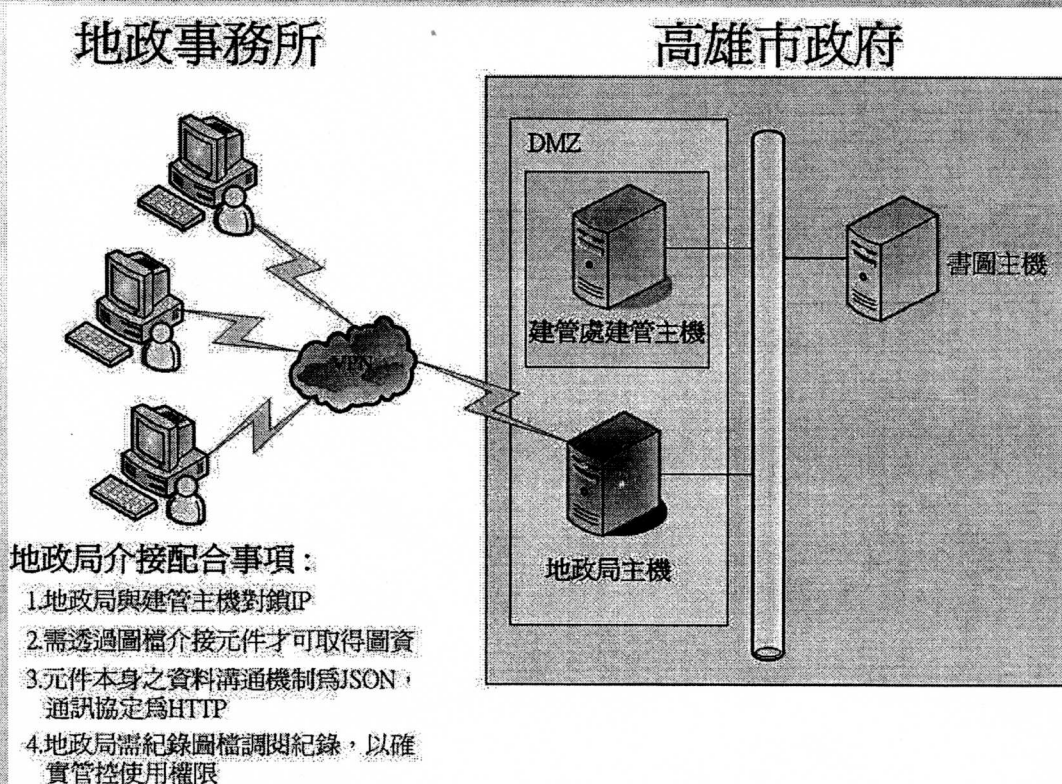 地政事務所
高雄市政府
DMZ
建管處建管主機
書圖主機
VPN
地政局主機
地政局介接配合事項：
1.地政局與建管主機對鎖IP
2.需透過圖檔介接元件才可取得圖資
3.元件本身之資料溝通機制爲JSON，
通訊協定爲HTTP
4.地政局需紀錄圖檔調閱紀錄，以確
實管控使用權限